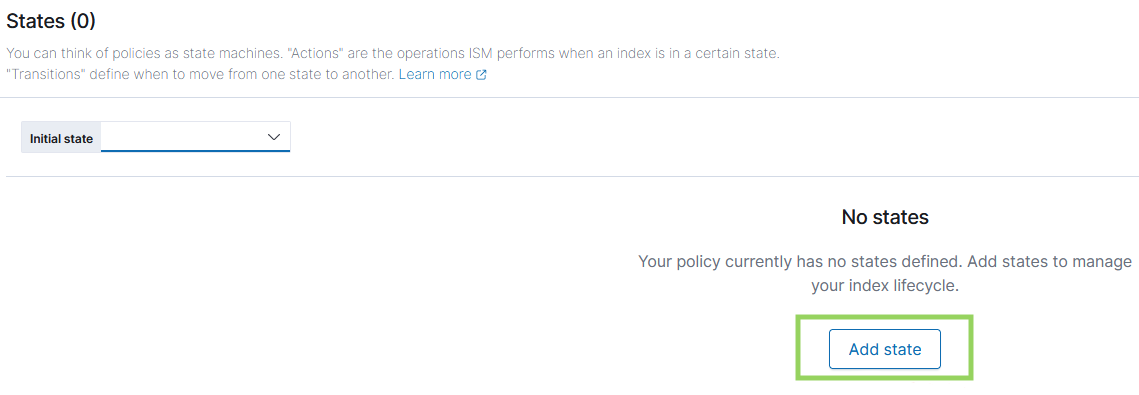 States (0)
You can think of policies as state machines. "Actions" are the operations ISM performs when an index is in a certain state.
"Transitions" define when to move from one state to another. Learn more
Initial state
No states
Your policy currently has no states defined. Add states to manage
your index lifecycle.
Add state